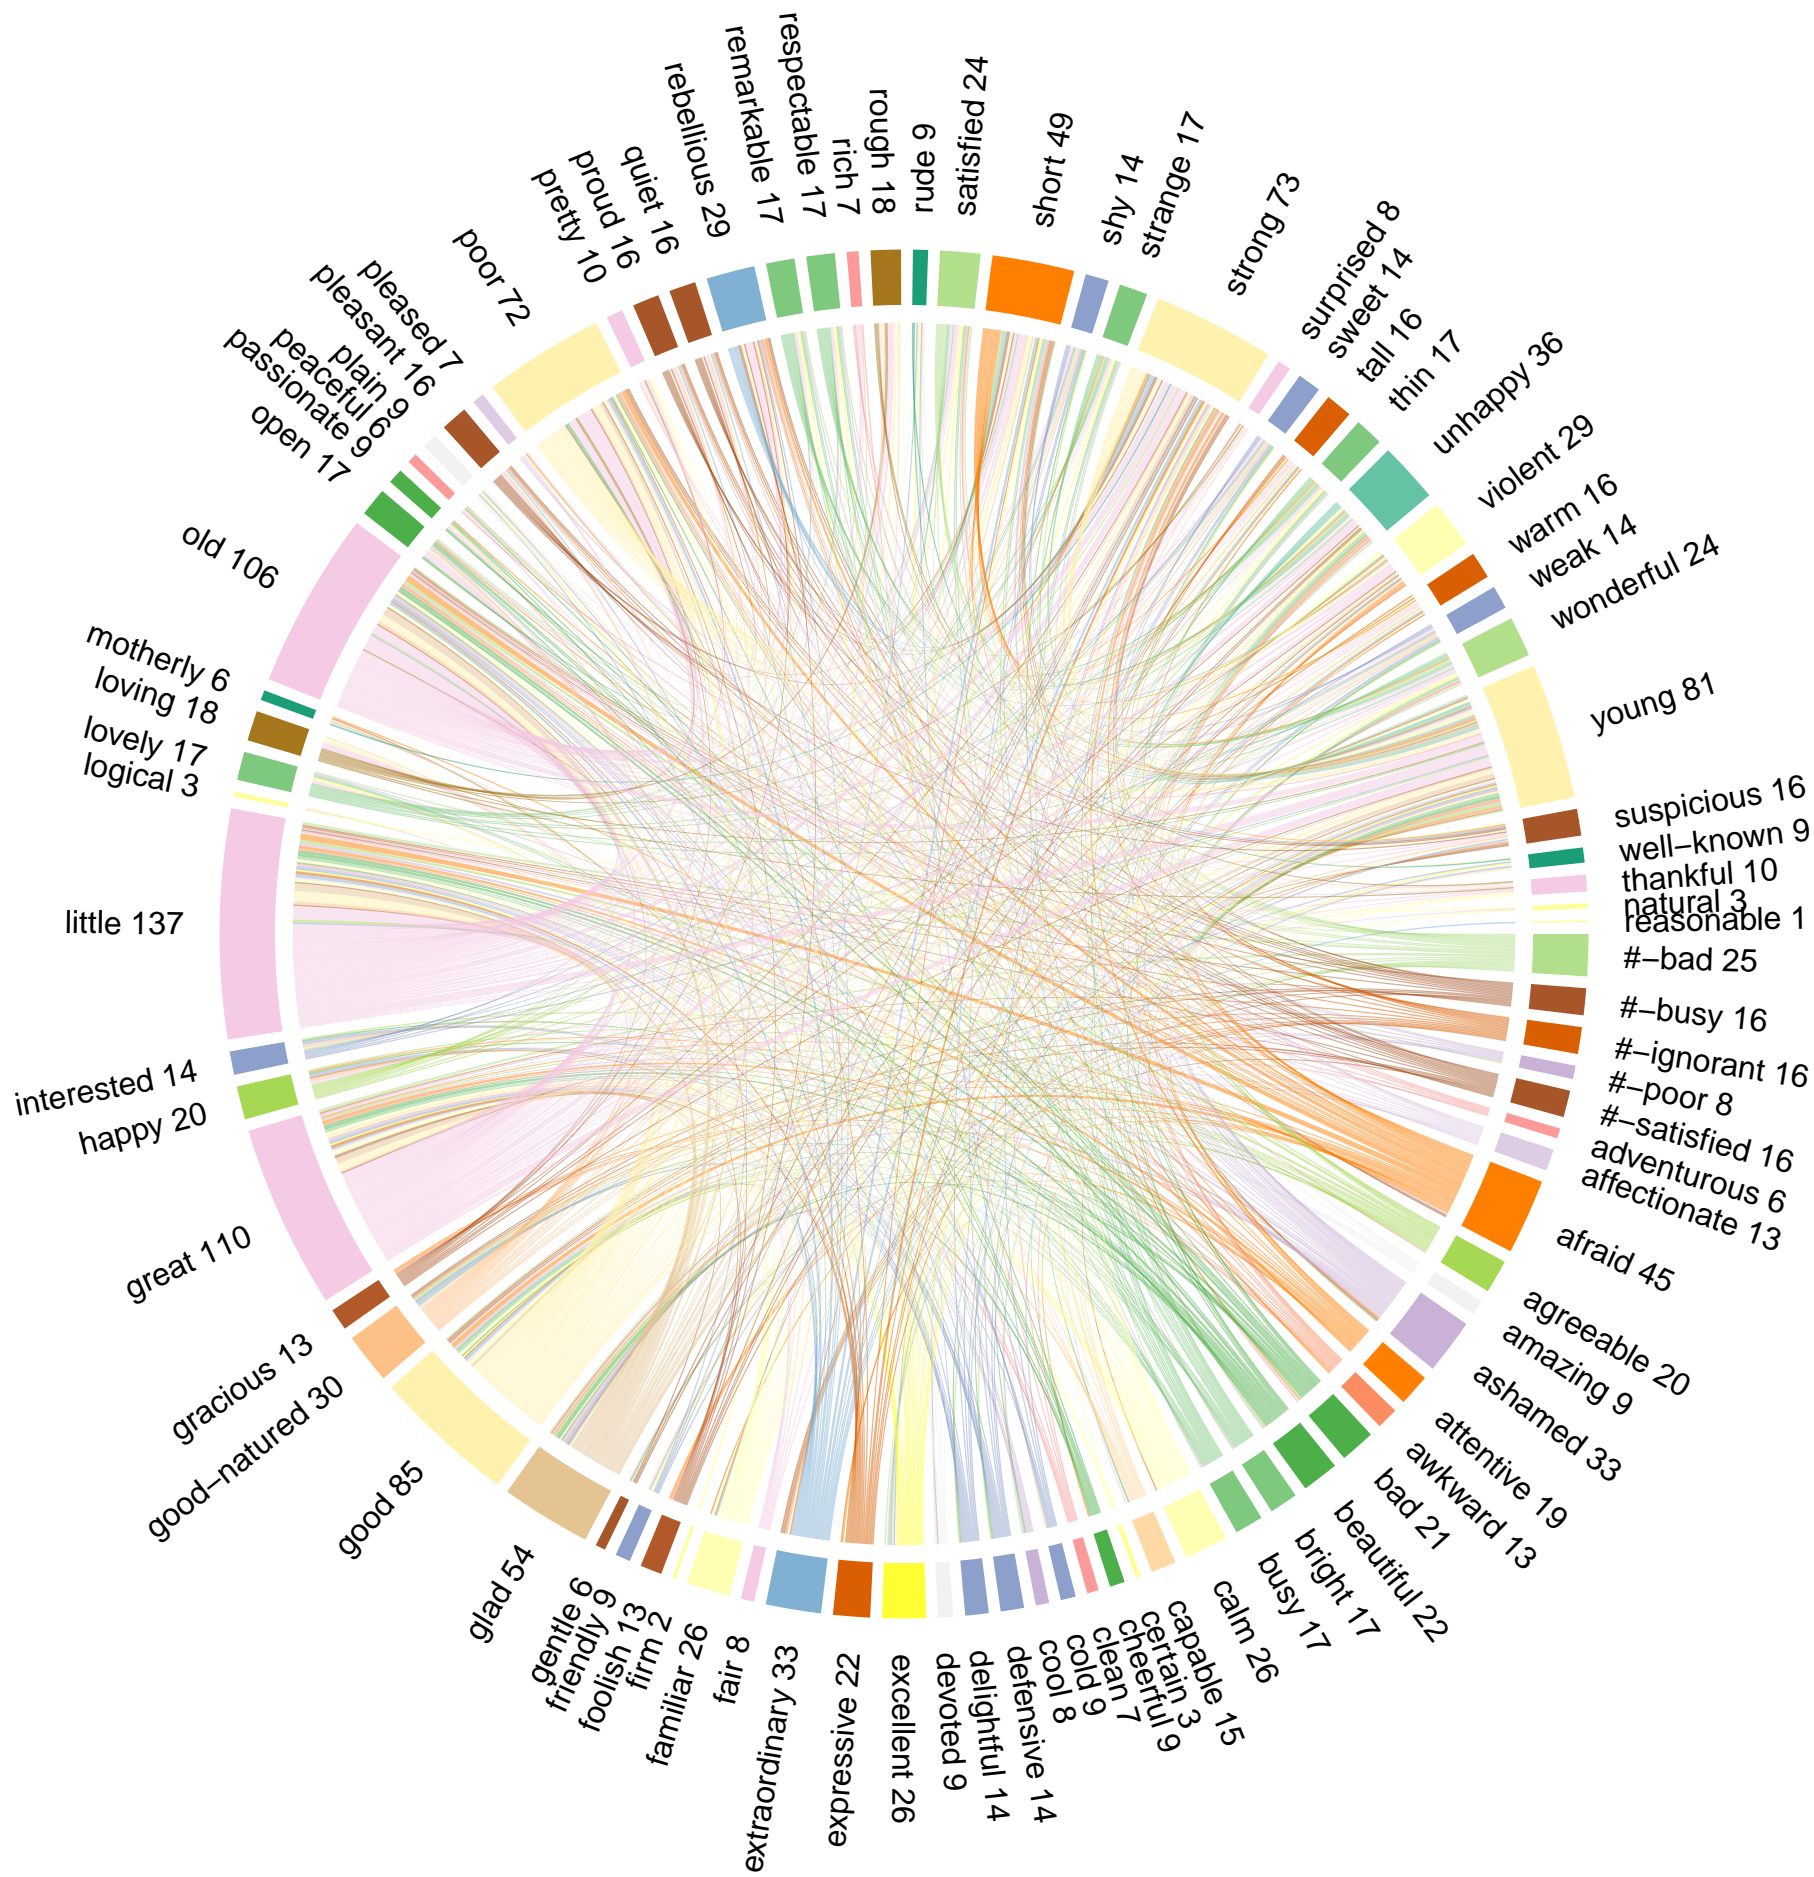 rude 9
satisfied 24
short 49
shy 14
strange 17
strong 73
surprised 8
sweet 14
tall 16
thin 17
unhappy 36
violent 29
warm 16
weak 14
wonderful 24
young 81
suspicious 16
well–known 9
thankful 10
natural 3
reasonable 1
#–bad 25
#–busy 16
#–ignorant 16
#–poor 8
#–satisfied 16
adventurous 6
affectionate 13
afraid 45
agreeable 20
amazing 9
ashamed 33
attentive 19
awkward 13
bad 21
beautiful 22
bright 17
busy 17
calm 26
capable 15
certain 3
cheerful 9
clean 7
cold 9
cool 8
defensive 14
delightful 14
devoted 9
excellent 26
expressive 22
extraordinary 33
fair 8
familiar 26
firm 2
foolish 13
friendly 9
gentle 6
glad 54
good 85
good–natured 30
gracious 13
great 110
happy 20
interested 14
little 137
logical 3
lovely 17
loving 18
motherly 6
old 106
open 17
passionate 9
peaceful 6
plain 9
pleasant 16
pleased 7
poor 72
pretty 10
proud 16
quiet 16
rebellious 29
remarkable 17
respectable 17
rich 7
rough 18